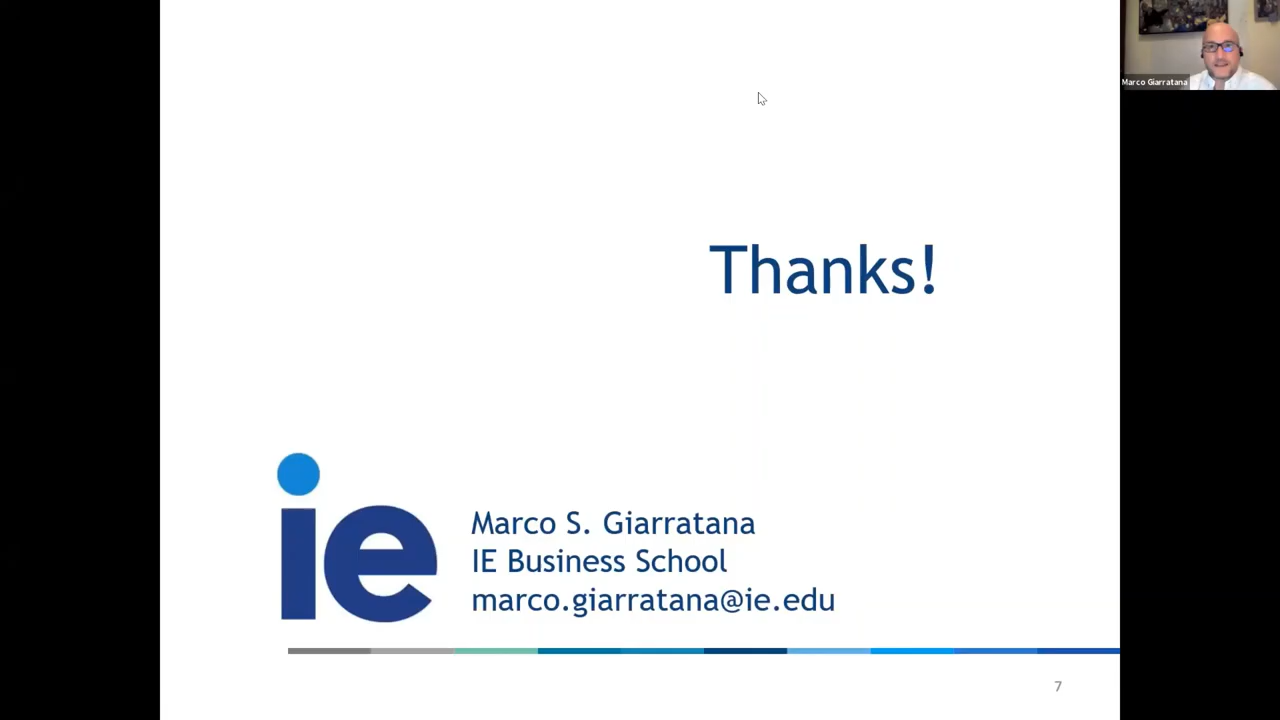 Marco Giarratana
Thanks!
ie
Marco S. Giarratana
IE Business School
marco.giarratana@ie.edu
7